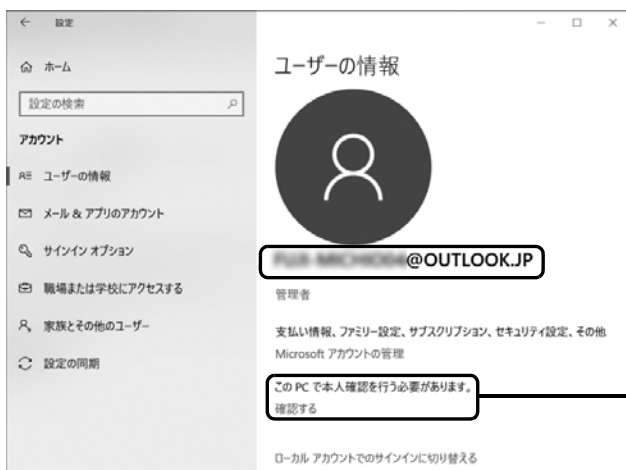 設定
ホーム
設定の検索
アカウント
ユーザーの情報
メール & アプリのアカウント
サインイン オプション
職場または学校にアクセスする
家族とその他のユーザー
設定の同期
ユーザーの情報
@OUTLOOK.JP
管理者
支払い情報、ファミリー設定、サブスクリプション、セキュリティ設定、その他
Microsoft アカウントの管理
この PC で本人確認を行う必要があります。
確認する
ローカル アカウントでのサインインに切り替える